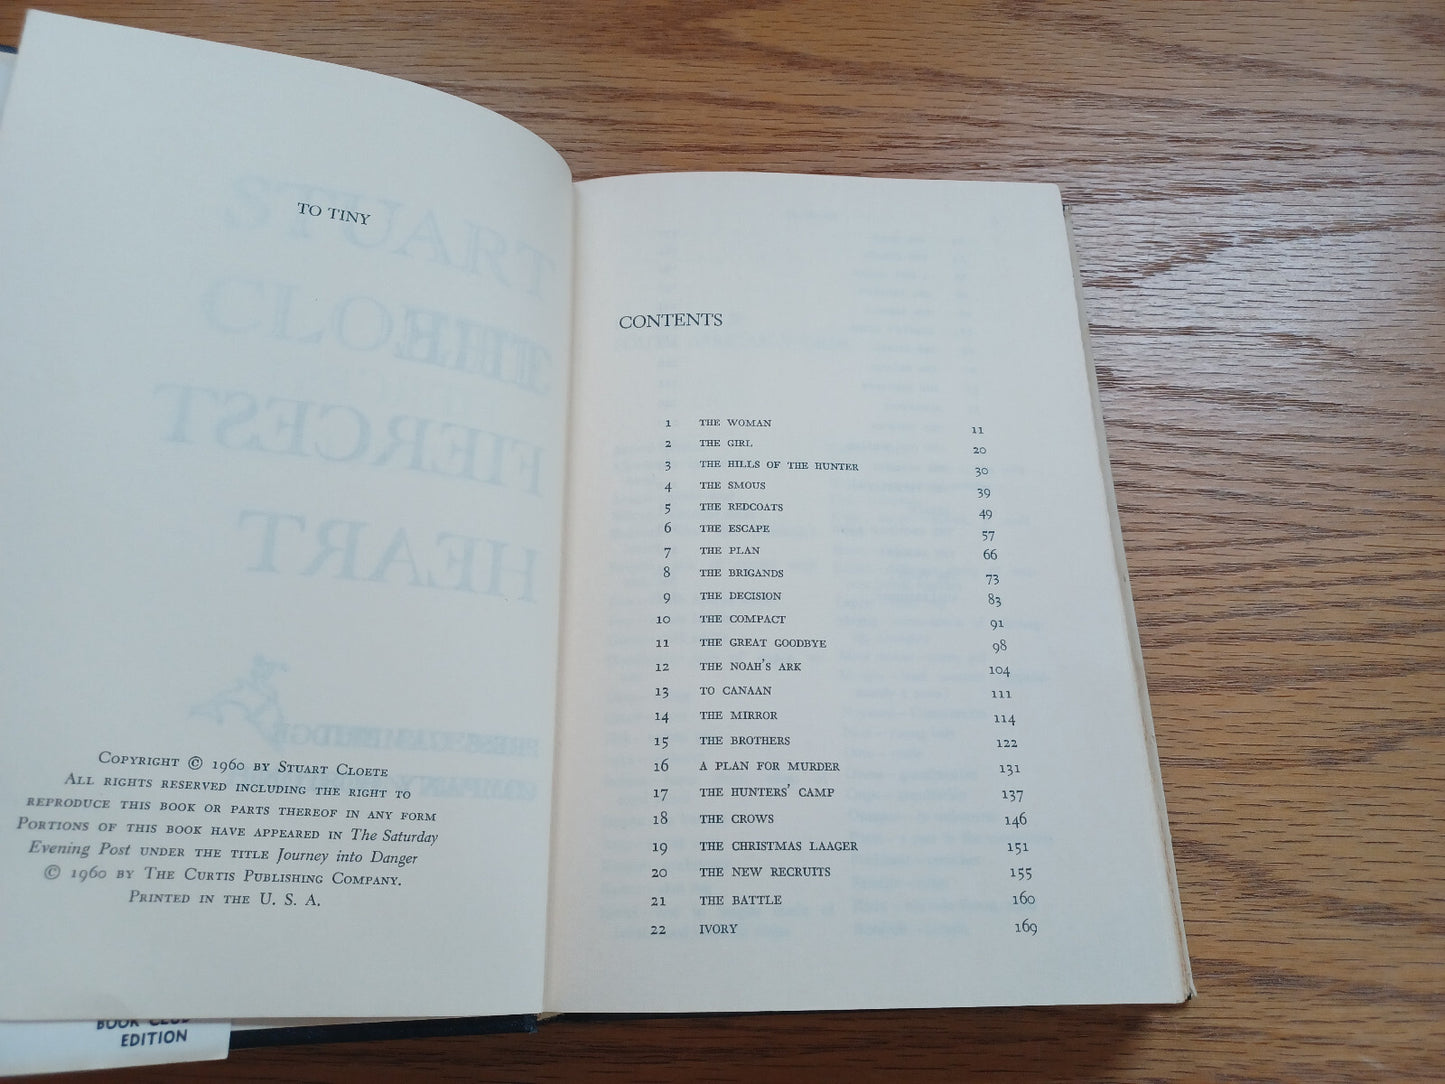 TO TINY
COPYRIGHT © 1960 BY STUART CLOETE
ALL RIGHTS RESERVED INCLUDING THE RIGHT TO
REPRODUCE THIS BOOK OR PARTS THEREOF IN ANY FORM
PORTIONS OF THIS BOOK HAVE APPEARED IN The Saturday
Evening Post UNDER THE TITLE Journey into Danger
© 1960 BY THE CURTIS PUBLISHING COMPANY.
PRINTED IN THE U. S. A.
BOOK CLUB
EDITION
CONTENTS
1 THE WOMAN 11
2 THE GIRL 20
3 THE HILLS OF THE HUNTER 30
4 THE SMOUS 39
5 THE REDCOATS 49
6 THE ESCAPE 57
7 THE PLAN 66
8 THE BRIGANDS 73
9 THE DECISION 83
10 THE COMPACT 91
11 THE GREAT GOODBYE 98
12 THE NOAH'S ARK 104
13 TO CANAAN 111
14 THE MIRROR 114
15 THE BROTHERS 122
16 A PLAN FOR MURDER 131
17 THE HUNTERS' CAMP 137
18 THE CROWS 146
19 THE CHRISTMAS LAAGER 151
20 THE NEW RECRUITS 155
21 THE BATTLE 160
22 IVORY 169